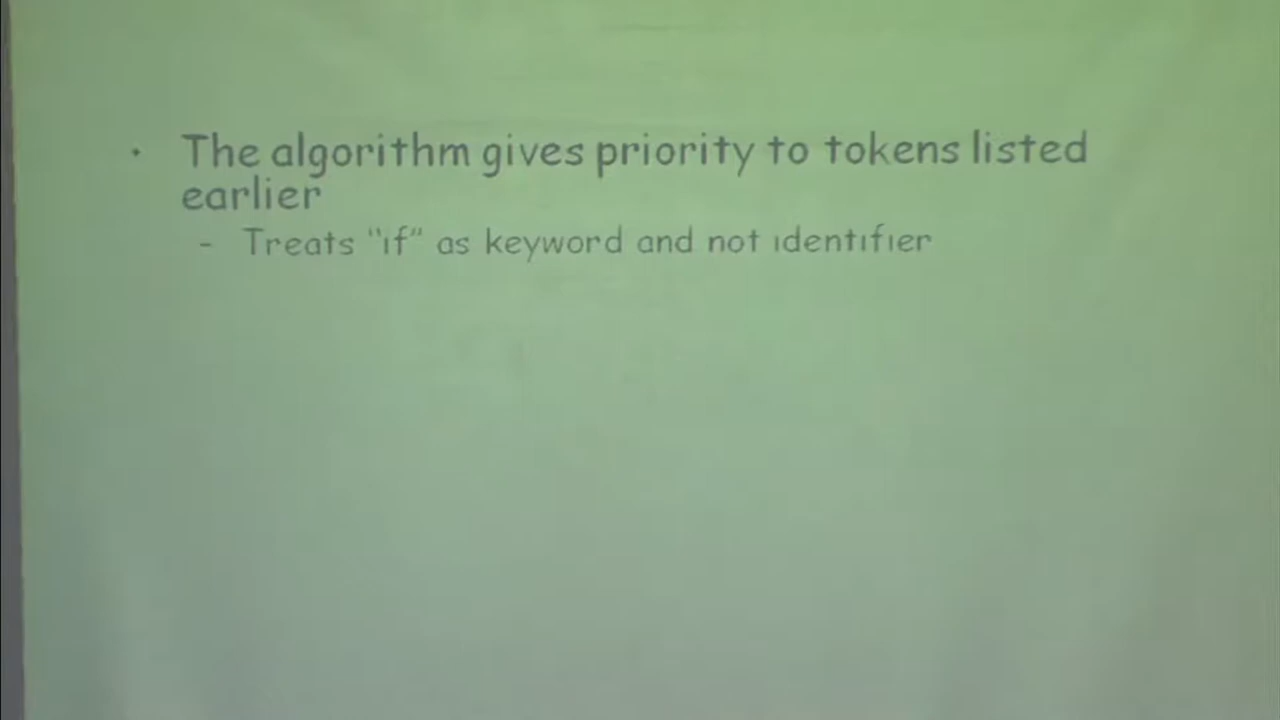 • The algorithm gives priority to tokens listed
earlier
- Treats "if" as keyword and not identifier